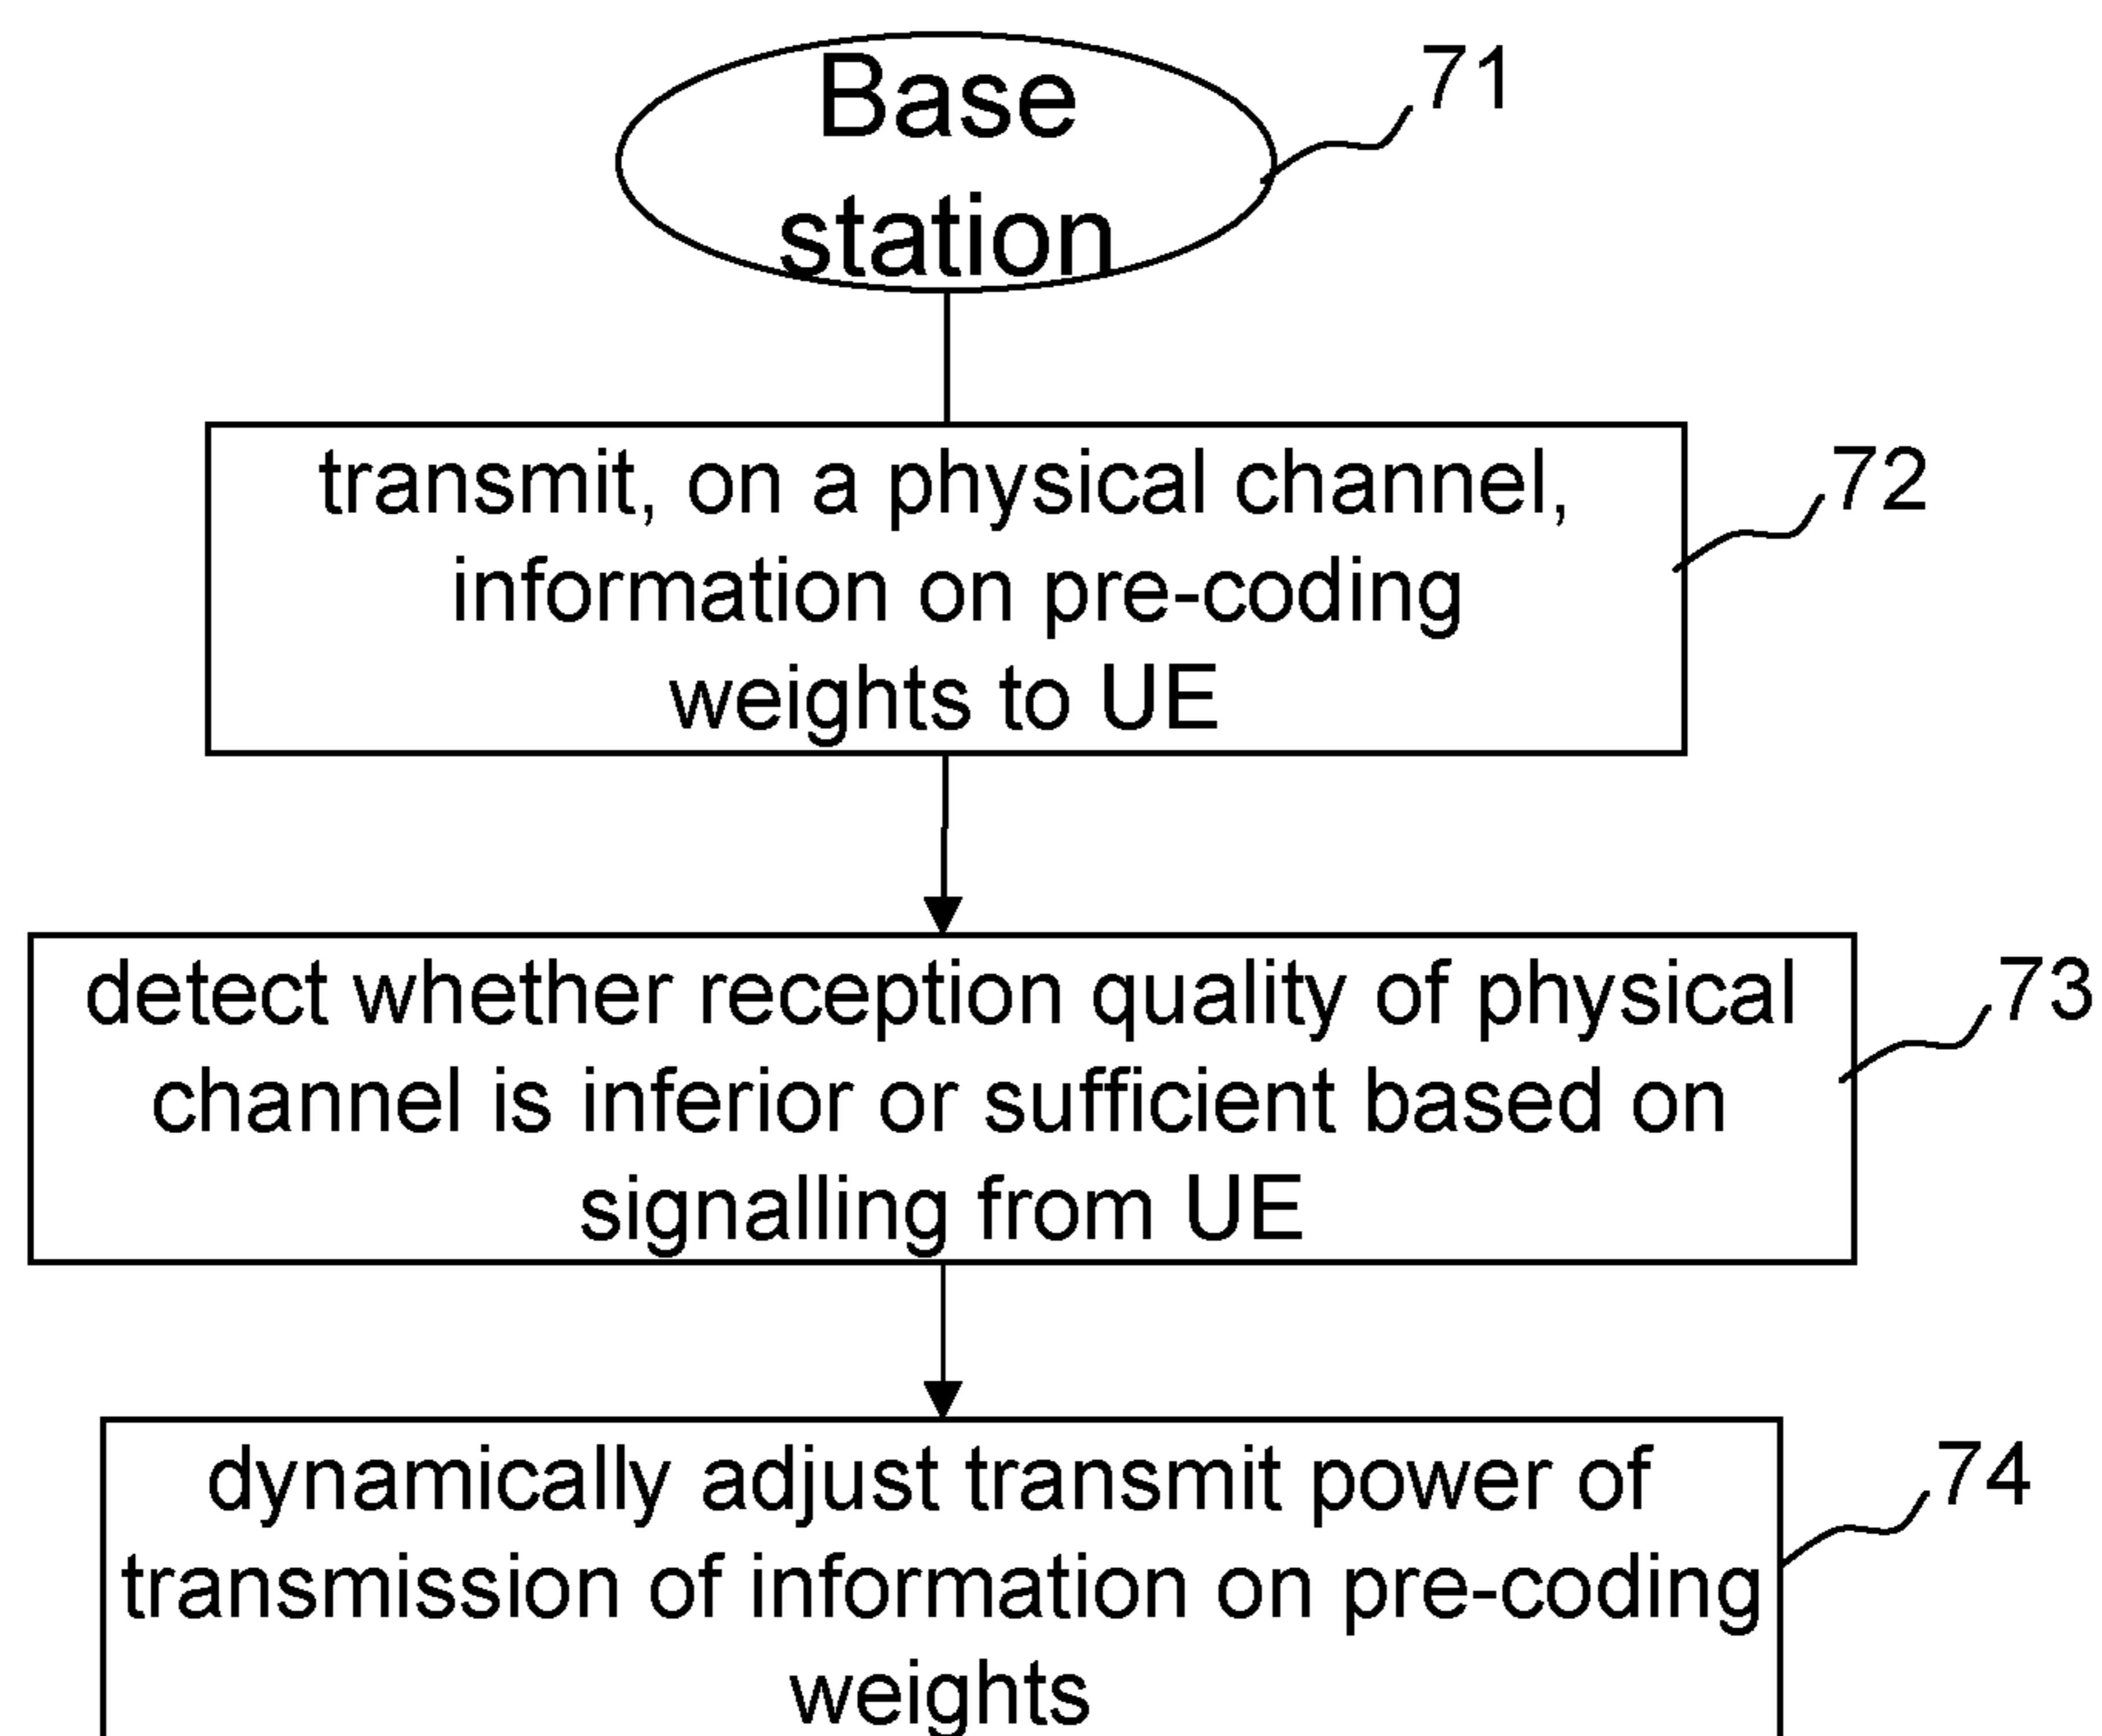 Base
station
71
transmit, on a physical channel,
information on pre-coding
weights to UE
72
detect whether reception quality of physical
channel is inferior or sufficient based on
signalling from UE
73
dynamically adjust transmit power of
transmission of information on pre-coding
weights
74